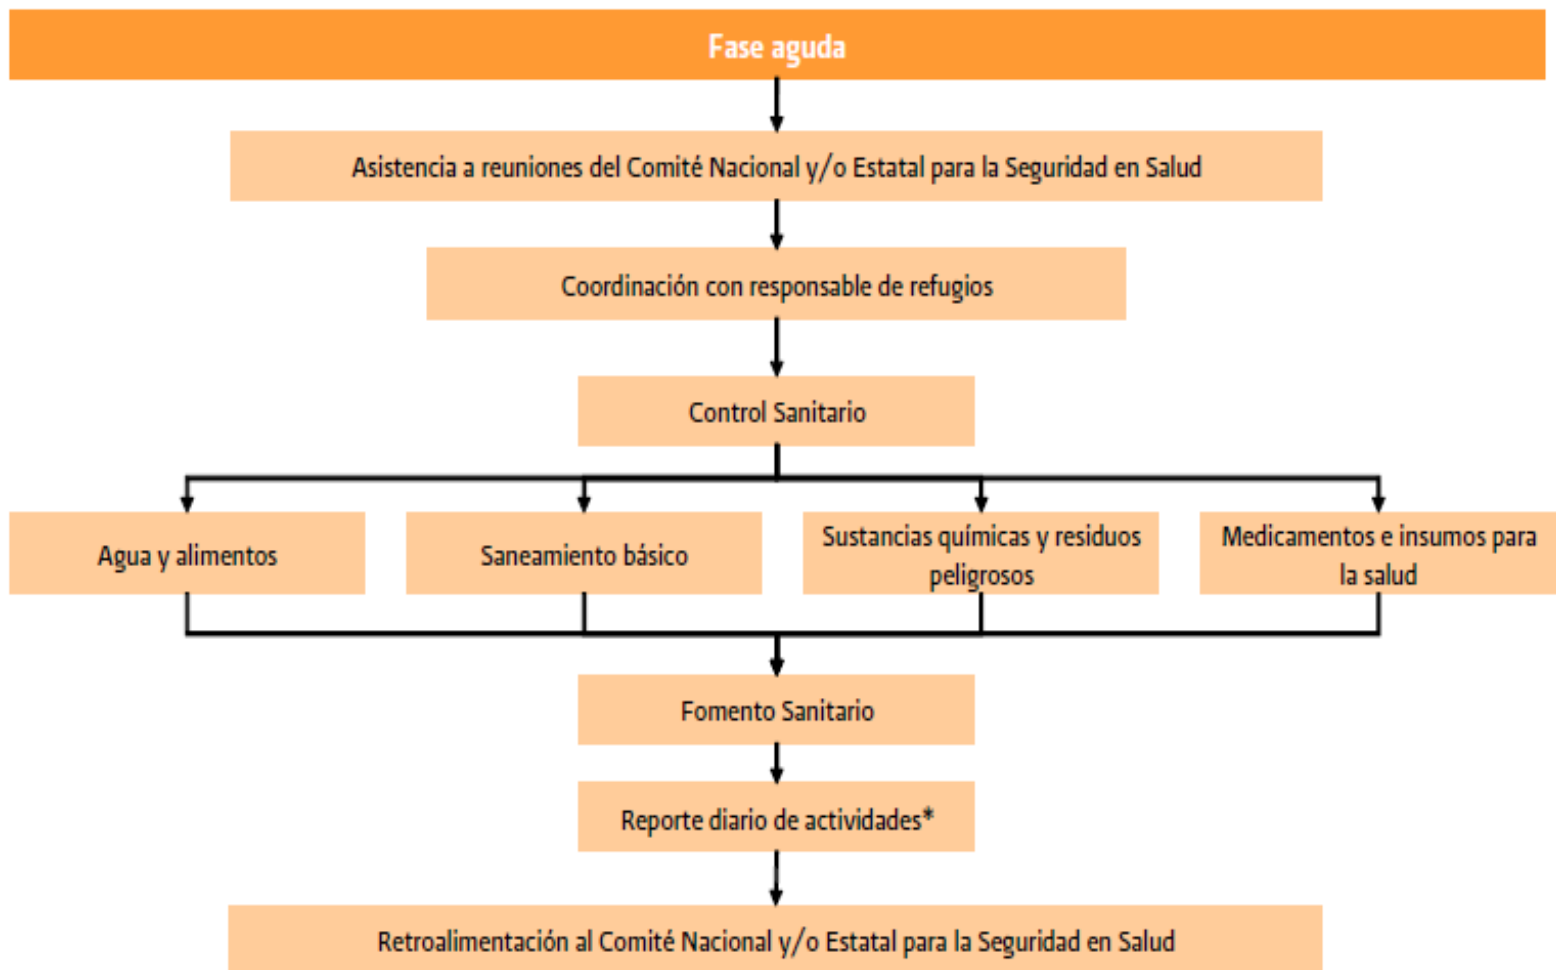 Fase aguda
Asistencia a reuniones del Comité Nacional y/o Estatal para la Seguridad en Salud
Coordinación con responsable de refugios
Control Sanitario
Agua y alimentos
Saneamiento básico
Sustancias químicas y residuos
peligrosos
Medicamentos e insumos para
la salud
Fomento Sanitario
Reporte diario de actividades*
Retroalimentación al Comité Nacional y/o Estatal para la Seguridad en Salud